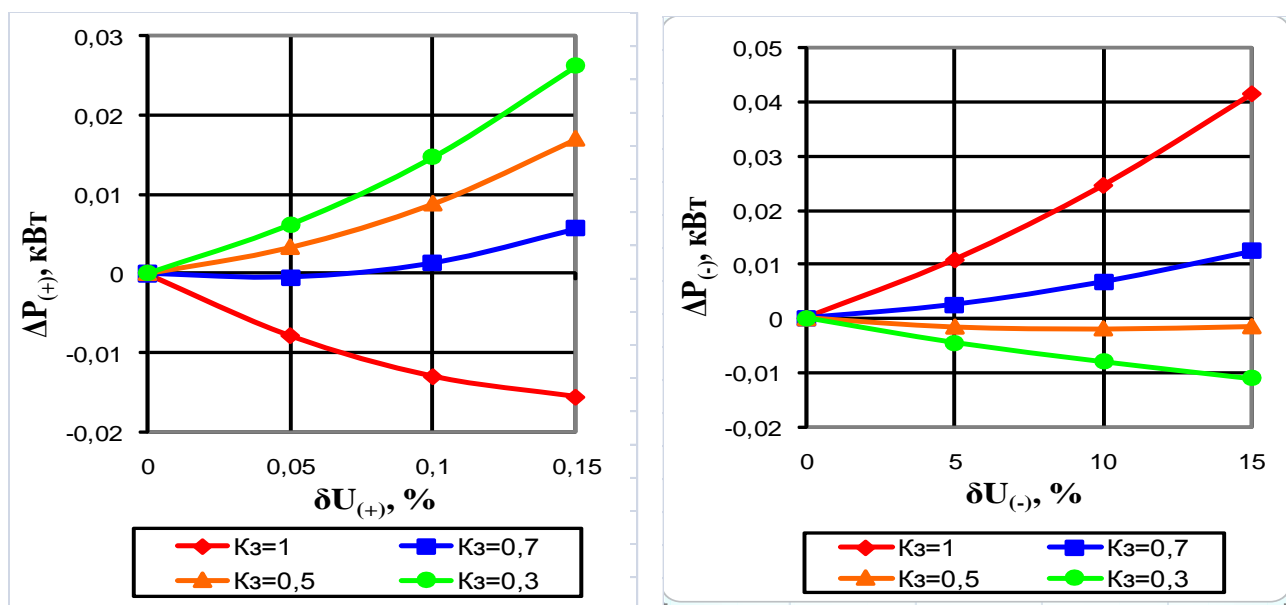 0,03
0,02
0,01
0
-0,01
-0,02
ΔP(+), кВт
0 0,05 0,1 0,15
δU(+), %
Кз=1 Кз=0,7
Кз=0,5 Кз=0,3
0,05
0,04
0,03
0,02
0,01
0
-0,01
-0,02
ΔP(-), кВт
0 5 10 15
δU(-), %
Кз=1 Кз=0,7
Кз=0,5 Кз=0,3